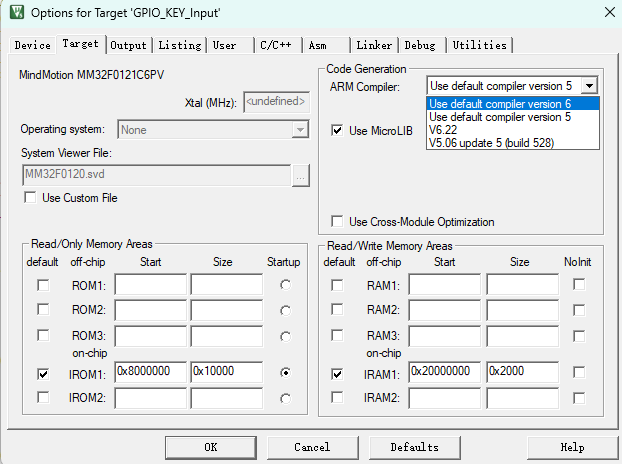 Options for Target 'GPIO_KEY_Input'
Device Target Output Listing User C/C++ Asm Linker Debug Utilities
MindMotion MM32F0121C6PV
Xtal (MHz): <undefined>
Operating system: None
System Viewer File:
MM32F0120.svd ...
Use Custom File
Code Generation
ARM Compiler: Use default compiler version 5
Use default compiler version 6
Use default compiler version 5
V6.22
V5.06 update 5 (build 528)
Use MicroLIB
Use Cross-Module Optimization
Read/Only Memory Areas
default off-chip Start Size Startup
ROM1:
ROM2:
ROM3:
on-chip
IROM1: 0x8000000 0x10000
IROM2:
Read/Write Memory Areas
default off-chip Start Size NoInit
RAM1:
RAM2:
RAM3:
on-chip
IRAM1: 0x20000000 0x2000
IRAM2:
OK Cancel Defaults Help